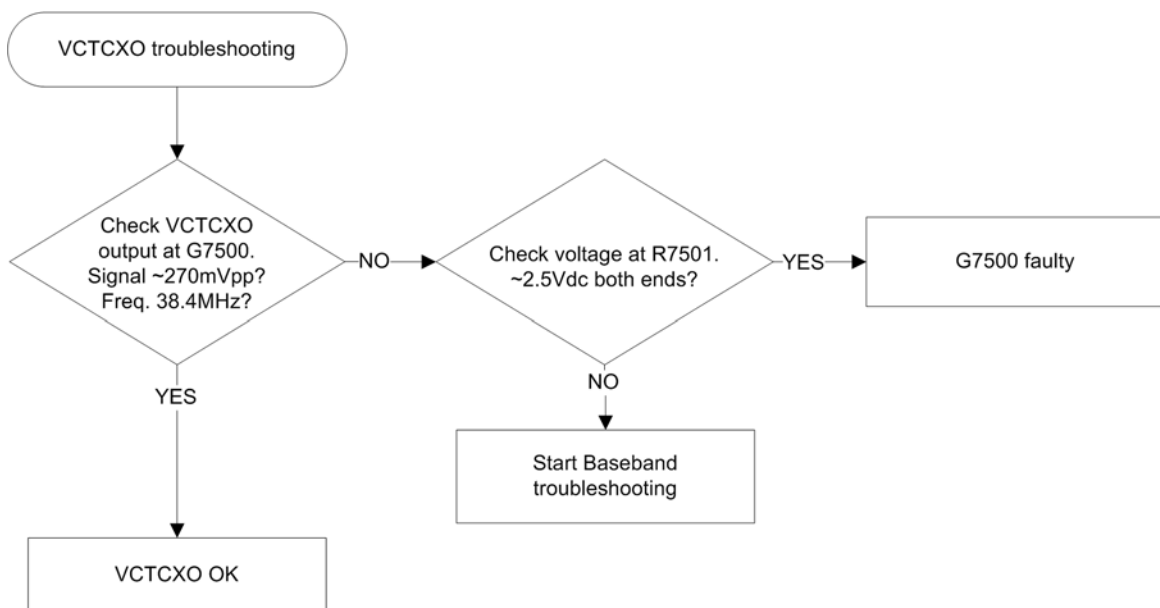 VCTCXO troubleshooting
Check VCTCXO
output at G7500.
Signal ~270mVpp?
Freq. 38.4MHz?
NO
Check voltage at R7501.
~2.5Vdc both ends?
YES
G7500 faulty
YES
NO
Start Baseband
troubleshooting
VCTCXO OK